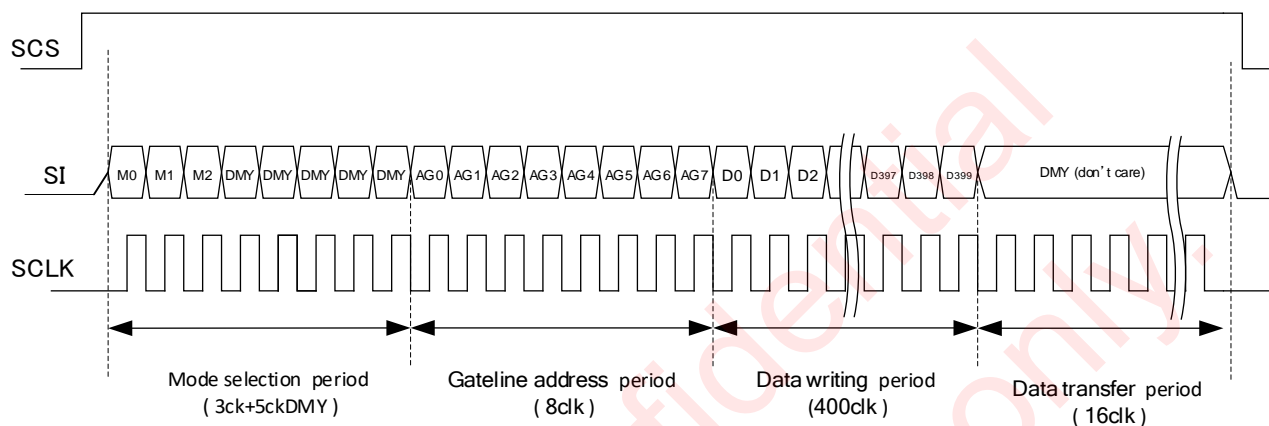 SCS
SI
M0 M1 M2 DMY DMY DMY DMY DMY AG0 AG1 AG2 AG3 AG4 AG5 AG6 AG7 D0 D1 D2 D397 D398 D399 DMY (don't care)
SCLK
Mode selection period
( 3ck+5ckDMY )
Gateline address period
( 8clk )
Data writing period
(400clk )
Data transfer period
( 16clk )
fidential
only.